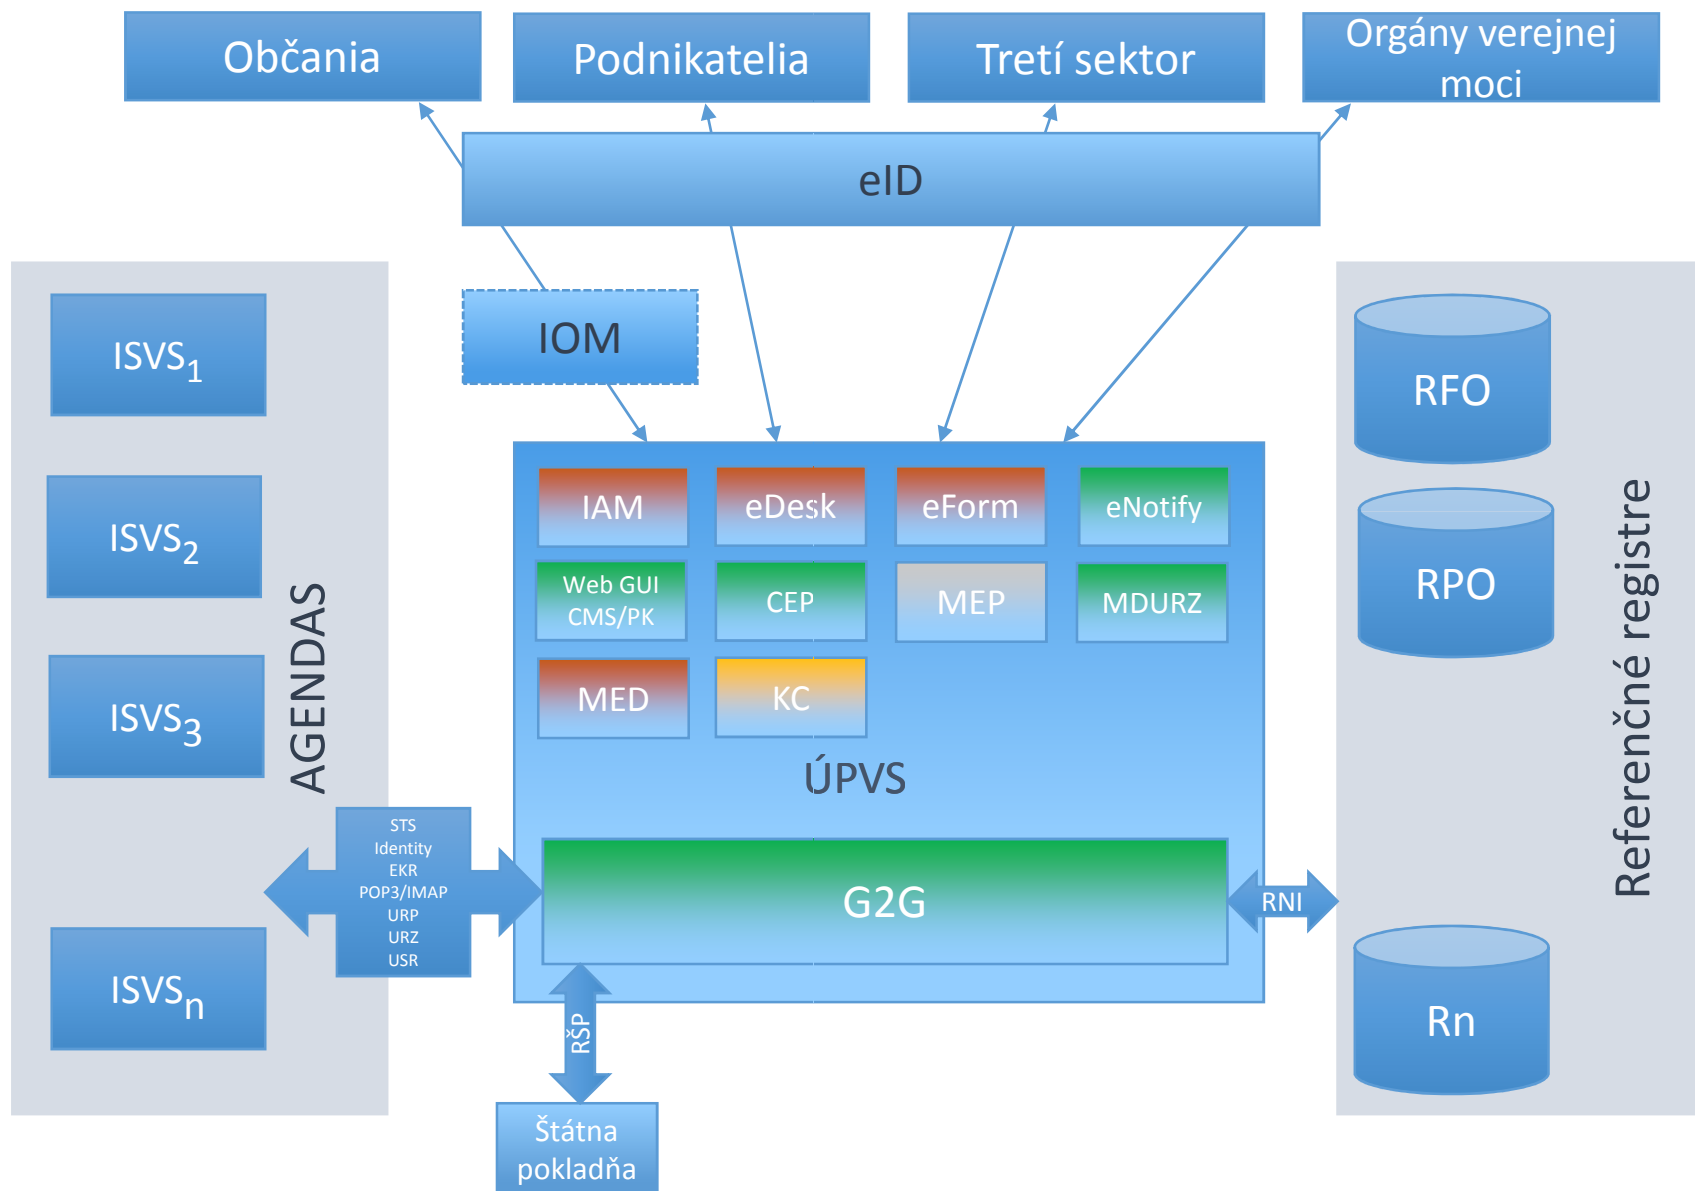 Občania
Podnikatelia
Tretí sektor
Orgány verejnej
moci
eID
IOM
ISVS1
ISVS2
ISVS3
ISVSn
AGENDAS
STS
Identity
EKR
POP3/IMAP
URP
URZ
USR
IAM
eDesk
eForm
eNotify
Web GUI
CMS/PK
CEP
MEP
MDURZ
MED
KC
ÚPVS
G2G
RNI
RŠP
Štátna
pokladňa
RFO
RPO
Rn
Referenčné registre